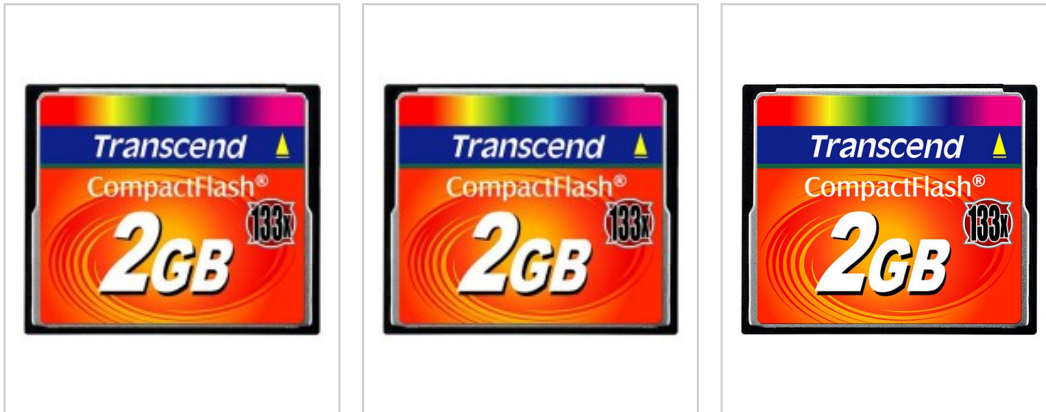 Transcend
CompactFlash®
133x
2GB
Transcend
CompactFlash®
133x
2GB
Transcend
CompactFlash®
133x
2GB